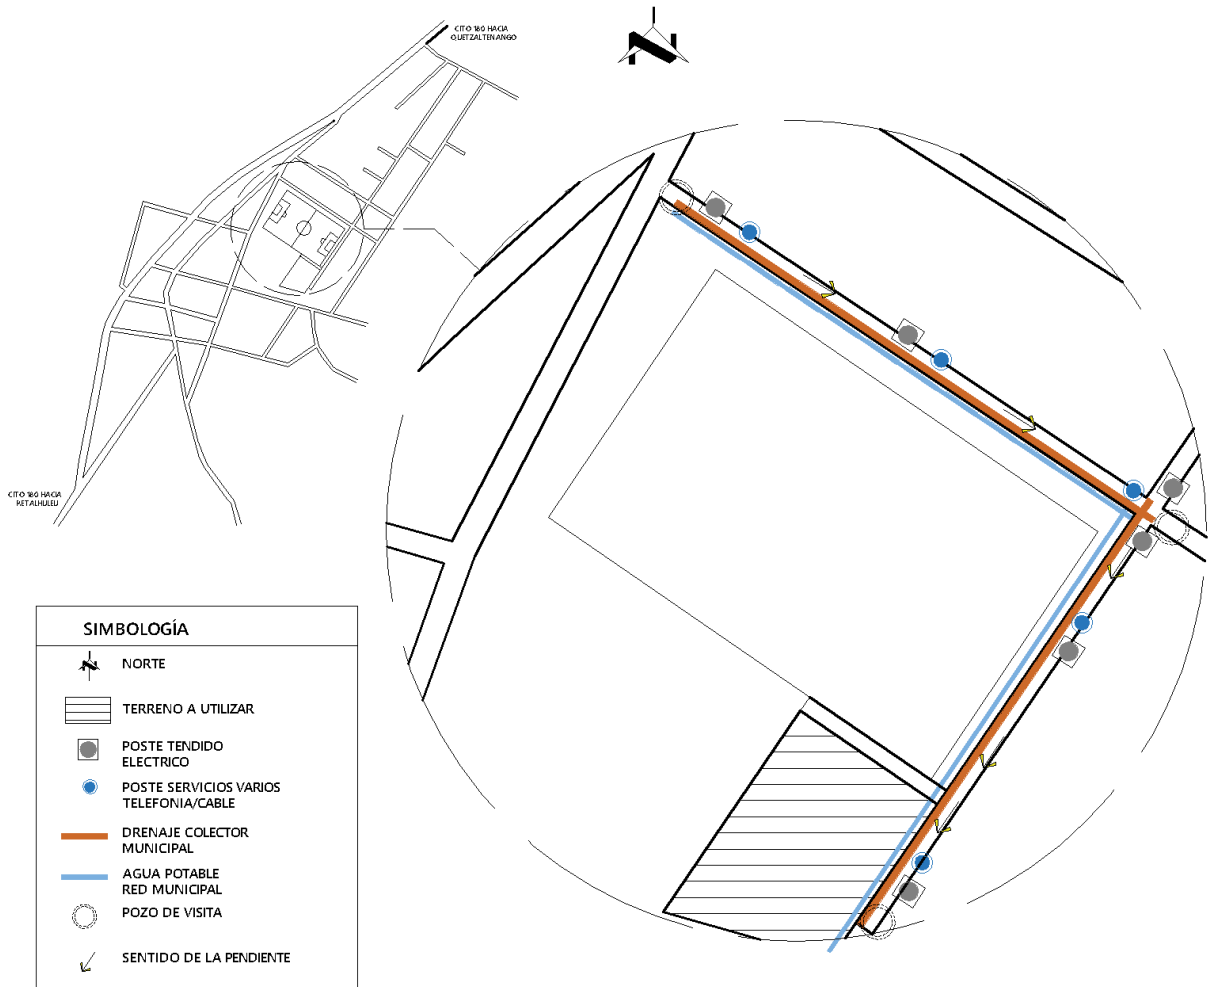 CITO 180 HACIA
QUETZALTENANGO
CITO 180 HACIA
RETALHULEU
SIMBOLOGÍA
NORTE
TERRENO A UTILIZAR
POSTE TENDIDO
ELECTRICO
POSTE SERVICIOS VARIOS
TELEFONIA/CABLE
DRENAJE COLECTOR
MUNICIPAL
AGUA POTABLE
RED MUNICIPAL
POZO DE VISITA
SENTIDO DE LA PENDIENTE